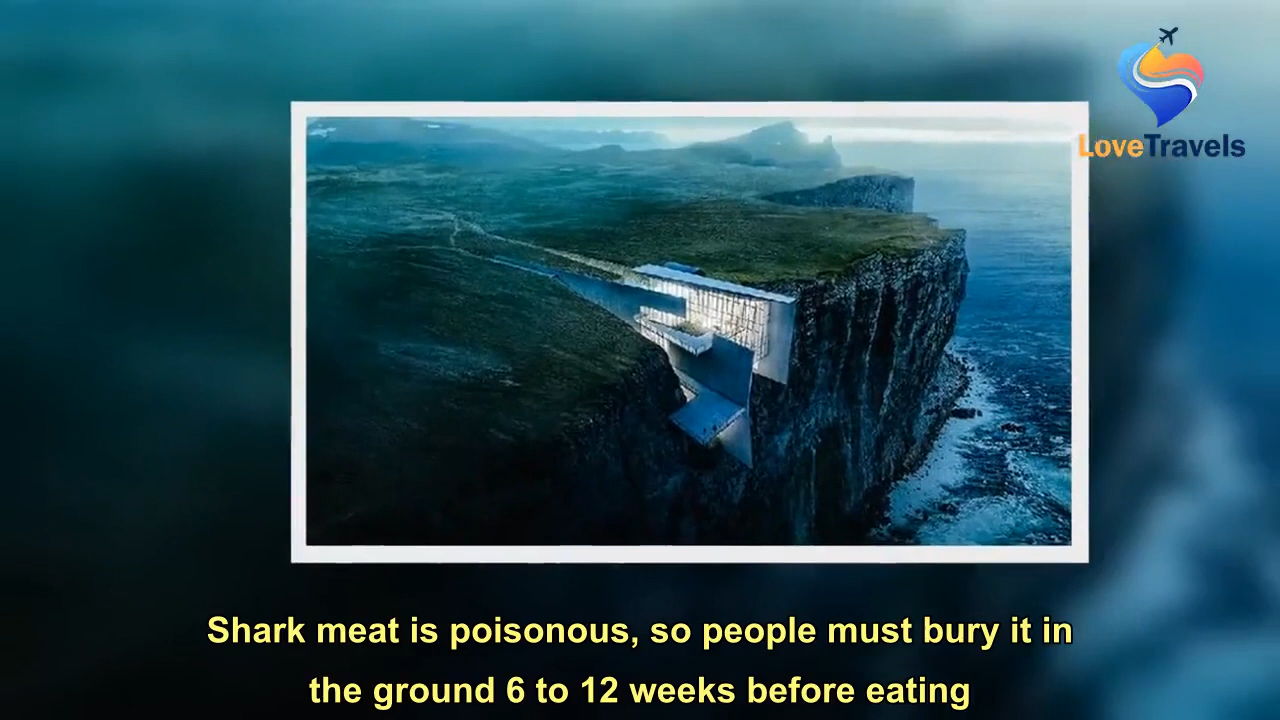 LoveTravels
Shark meat is poisonous, so people must bury it in
the ground 6 to 12 weeks before eating